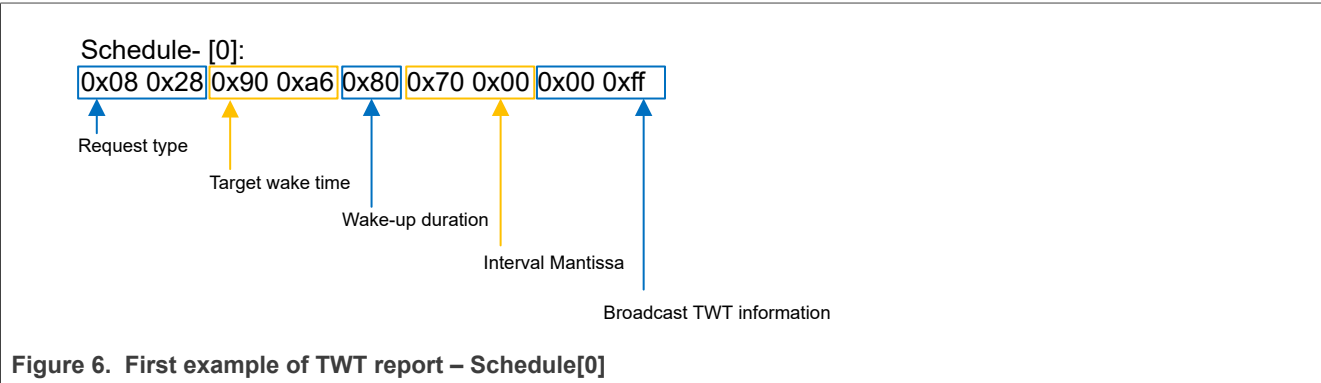 Schedule- [0]:
0x08 0x28 0x90 0xa6 0x80 0x70 0x00 0x00 0xff
Request type
Target wake time
Wake-up duration
Interval Mantissa
Broadcast TWT information
Figure 6. First example of TWT report – Schedule[0]